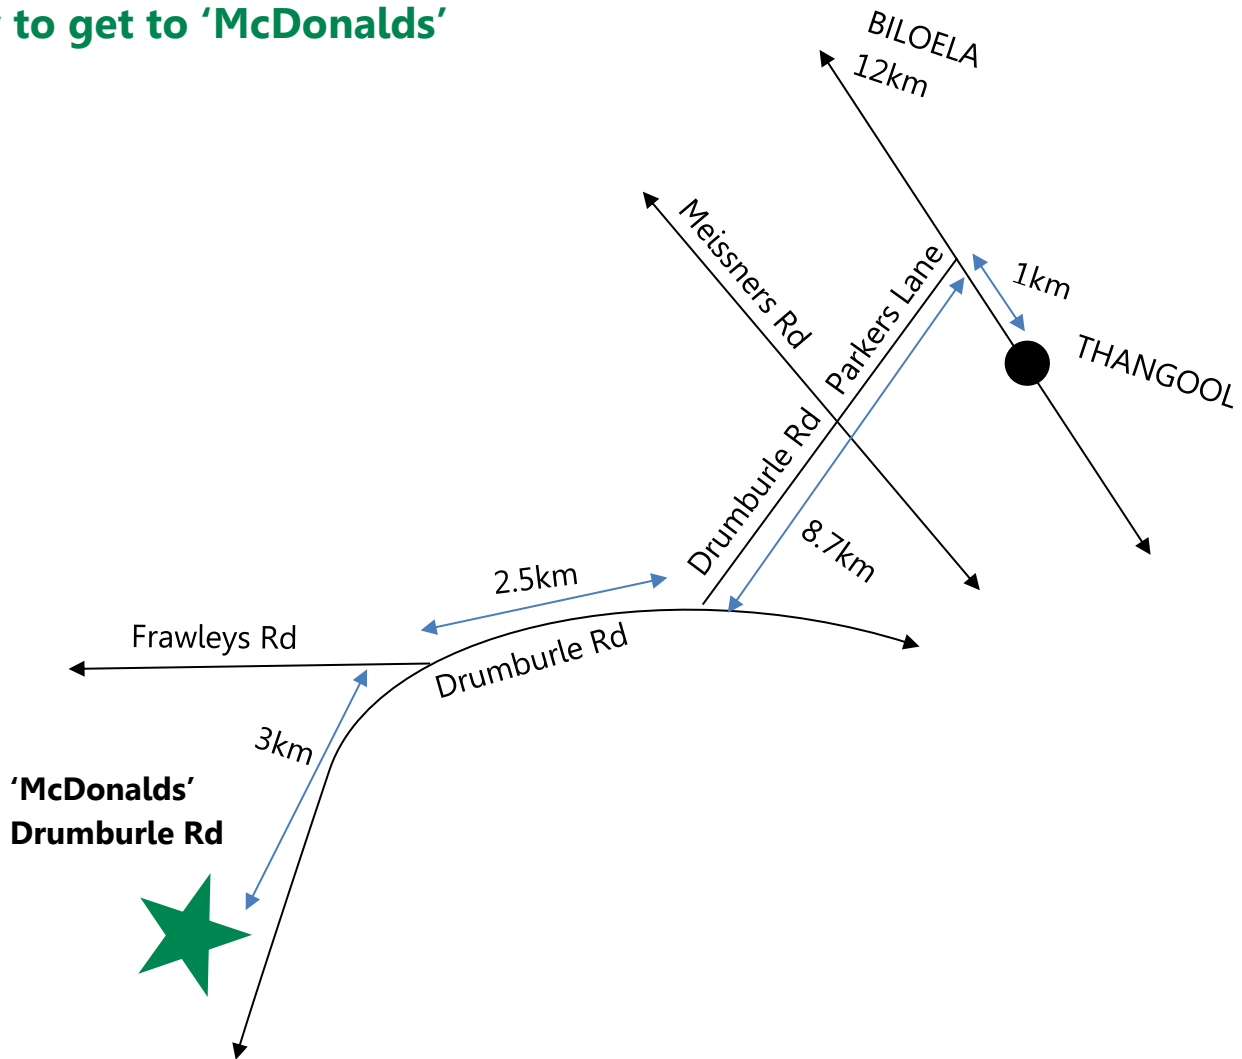 to get to ‘McDonalds’
BILOELA
12km
Meissners Rd
Parkers Lane
1km
THANGOOL
Drumburle Rd
8.7km
2.5km
Frawleys Rd
Drumburle Rd
3km
‘McDonalds’
Drumburle Rd